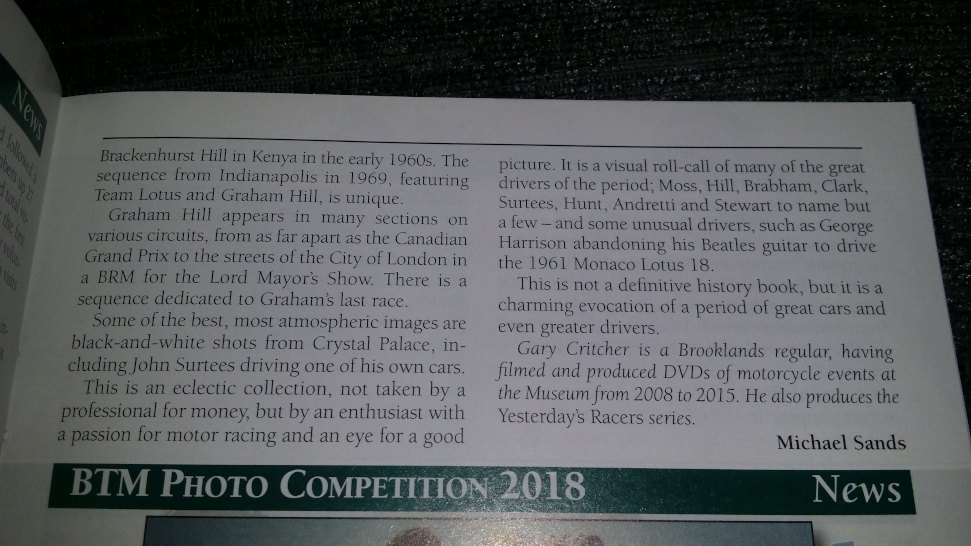 News
Brackenhurst Hill in Kenya in the early 1960s. The
sequence from Indianapolis in 1969, featuring
Team Lotus and Graham Hill, is unique.
Graham Hill appears in many sections on
various circuits, from as far apart as the Canadian
Grand Prix to the streets of the City of London in
a BRM for the Lord Mayor's Show. There is a
sequence dedicated to Graham's last race.
Some of the best, most atmospheric images are
black-and-white shots from Crystal Palace, in-
cluding John Surtees driving one of his own cars.
This is an eclectic collection, not taken by a
professional for money, but by an enthusiast with
a passion for motor racing and an eye for a good
picture. It is a visual roll-call of many of the great
drivers of the period; Moss, Hill, Brabham, Clark,
Surtees, Hunt, Andretti and Stewart to name but
a few – and some unusual drivers, such as George
Harrison abandoning his Beatles guitar to drive
the 1961 Monaco Lotus 18.
This is not a definitive history book, but it is a
charming evocation of a period of great cars and
even greater drivers.
Gary Critcher is a Brooklands regular, having
filmed and produced DVDs of motorcycle events at
the Museum from 2008 to 2015. He also produces the
Yesterday's Racers series.
Michael Sands
BTM PHOTO COMPETITION 2018
News